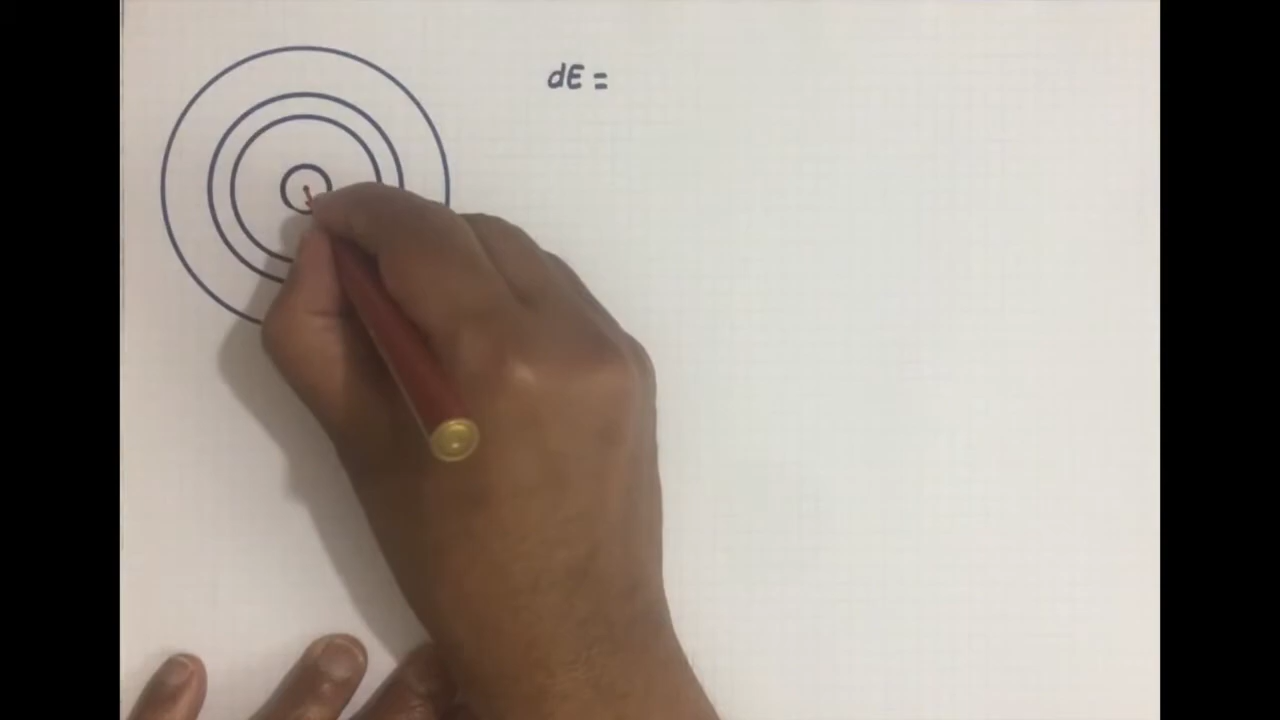 dE =